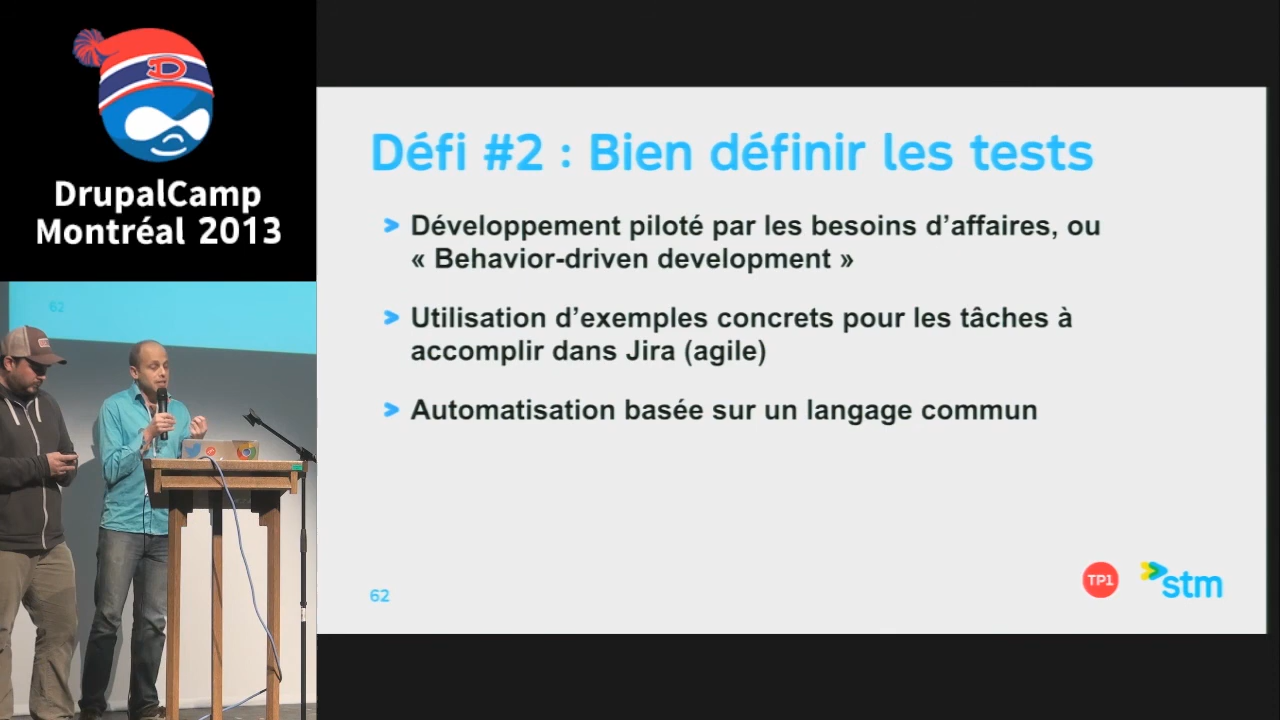 DrupalCamp
Montréal 2013
62
Défi #2 : Bien définir les tests
> Développement piloté par les besoins d’affaires, ou
« Behavior-driven development »
> Utilisation d’exemples concrets pour les tâches à
accomplir dans Jira (agile)
> Automatisation basée sur un langage commun
62
TP1
stm